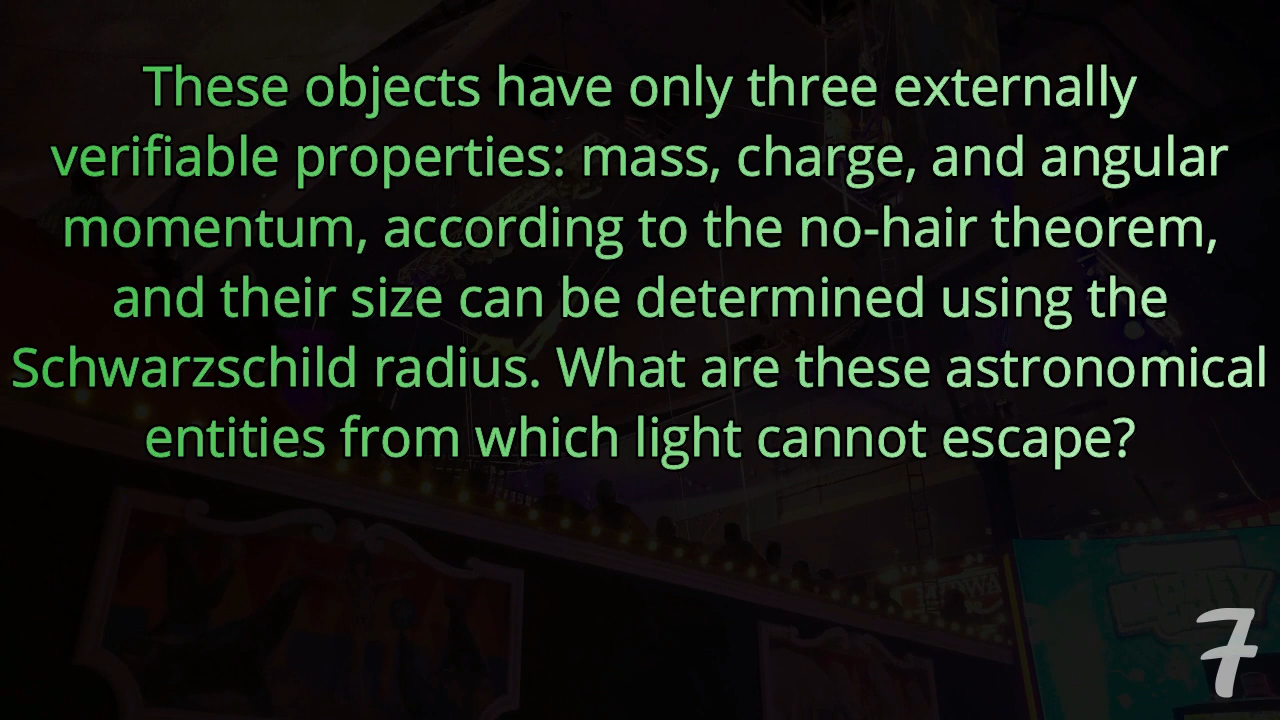 These objects have only three externally
verifiable properties: mass, charge, and angular
momentum, according to the no-hair theorem,
and their size can be determined using the
Schwarzschild radius. What are these astronomical
entities from which light cannot escape?
7